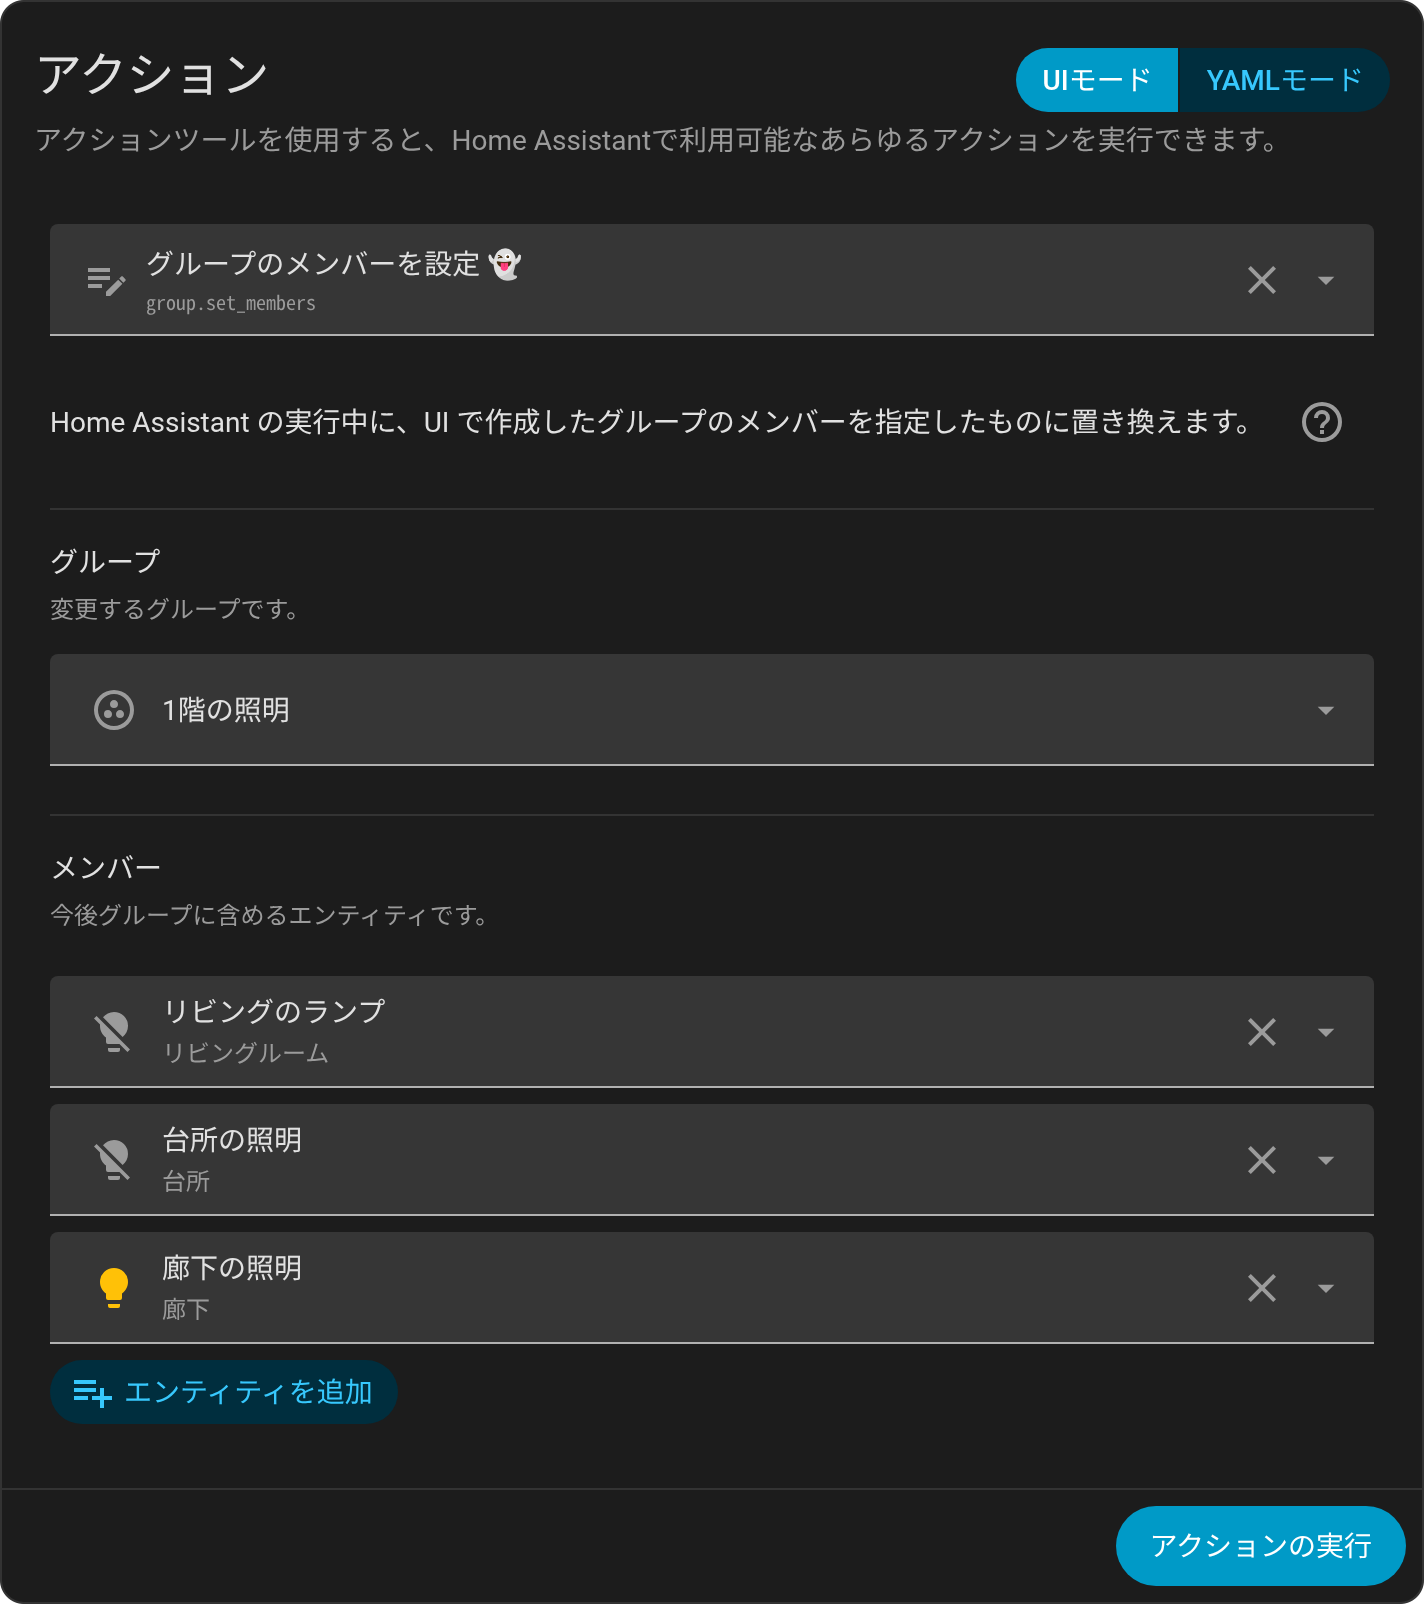 アクション
UIモード
YAMLモード
アクションツールを使用すると、Home Assistantで利用可能なあらゆるアクションを実行できます。
グループのメンバーを設定 👻
group.set_members
Home Assistant の実行中に、UI で作成したグループのメンバーを指定したものに置き換えます。
グループ
変更するグループです。
1階の照明
メンバー
今後グループに含めるエンティティです。
リビングのランプ
リビングルーム
台所の照明
台所
廊下の照明
廊下
エンティティを追加
アクションの実行